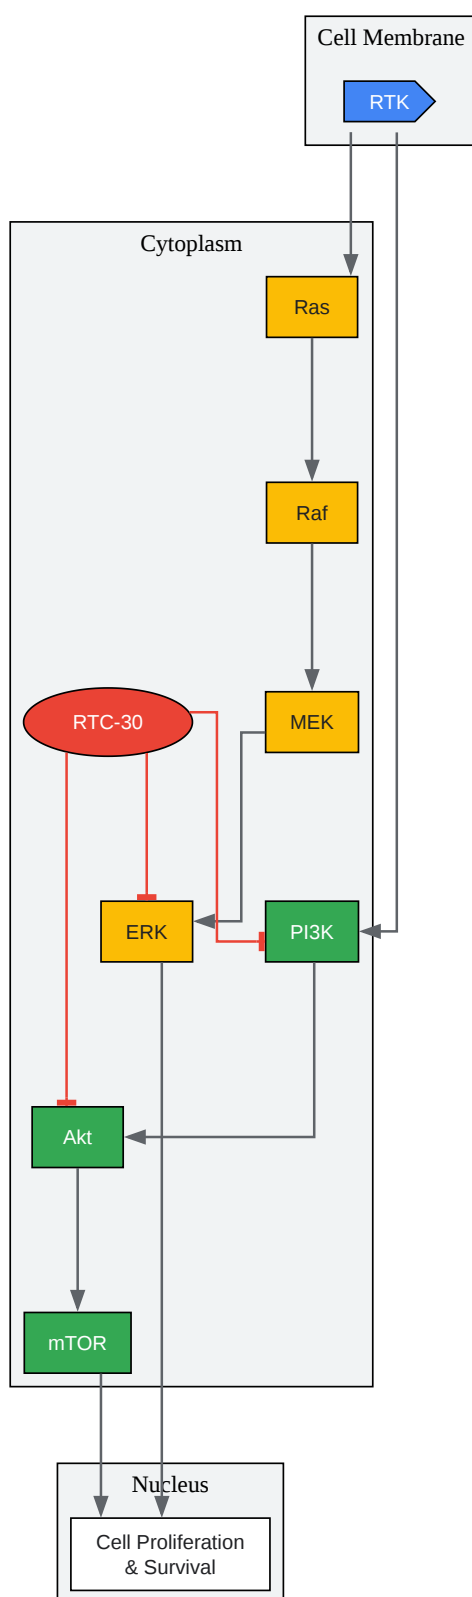 Cell Membrane
RTK
Cytoplasm
Ras
Raf
RTC-30
MEK
ERK
PI3K
Akt
mTOR
Nucleus
Cell Proliferation
& Survival